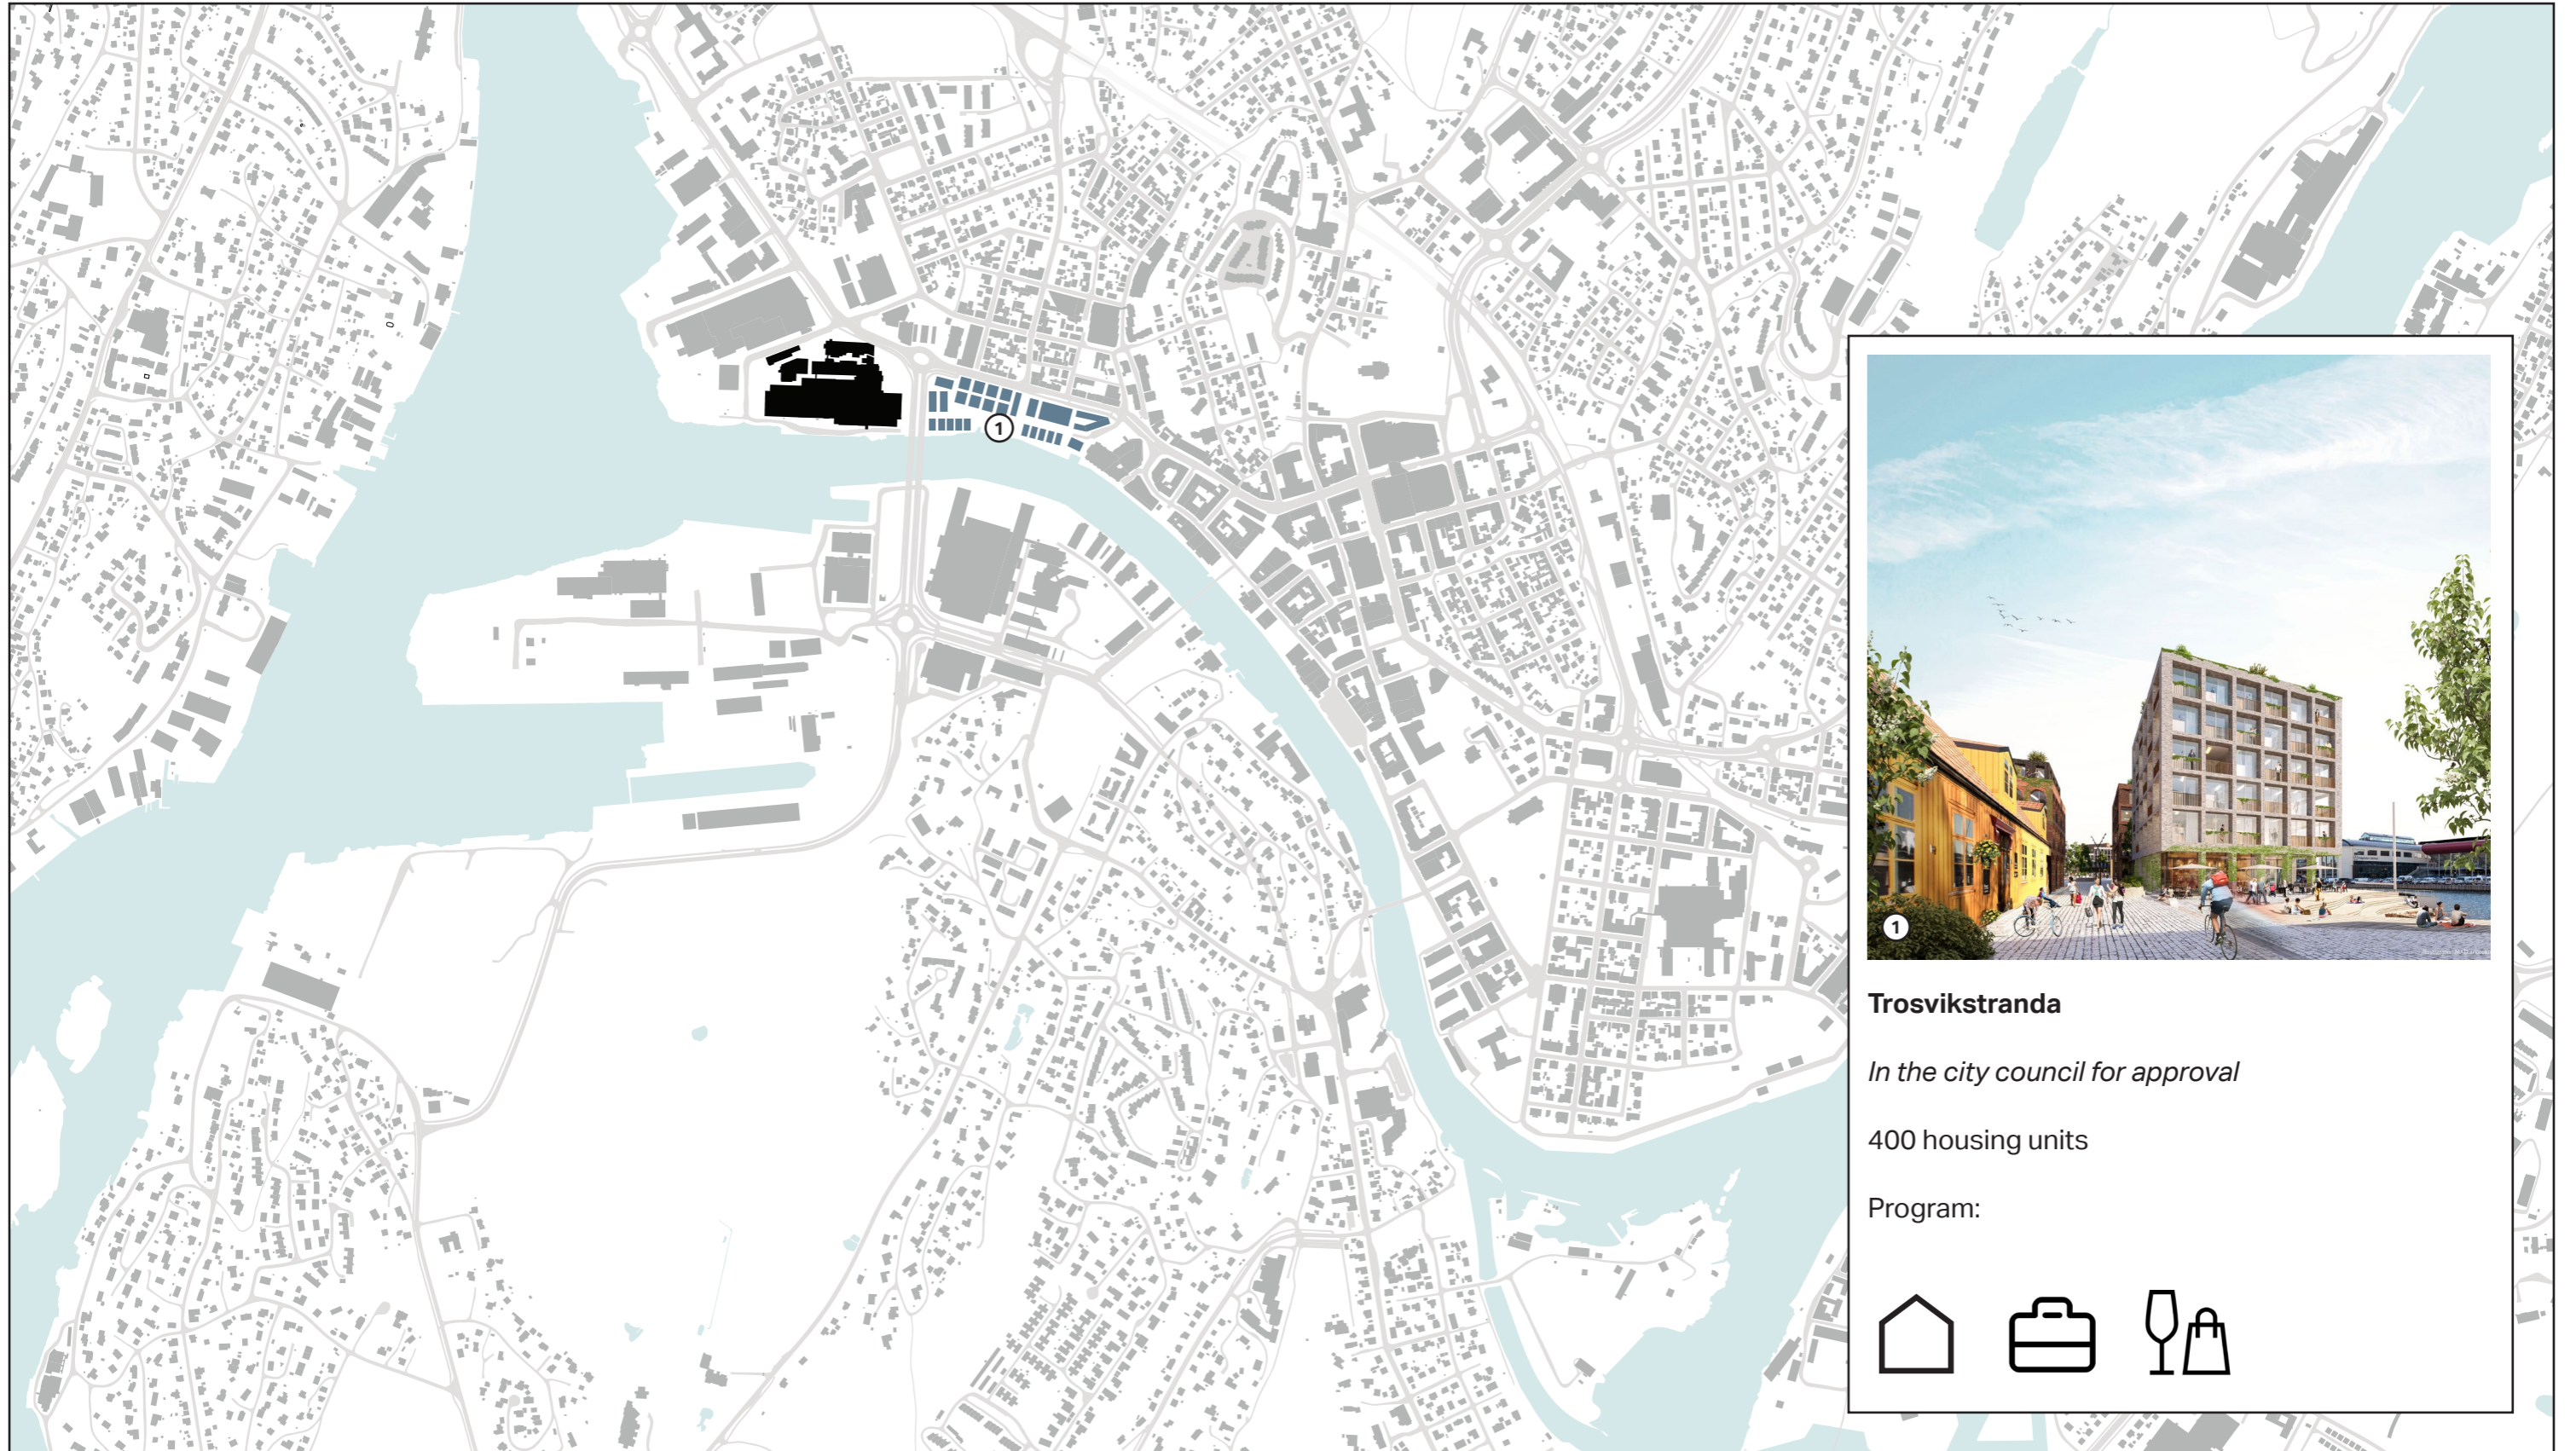 1
1
Trosvikstranda
In the city council for approval
400 housing units
Program: